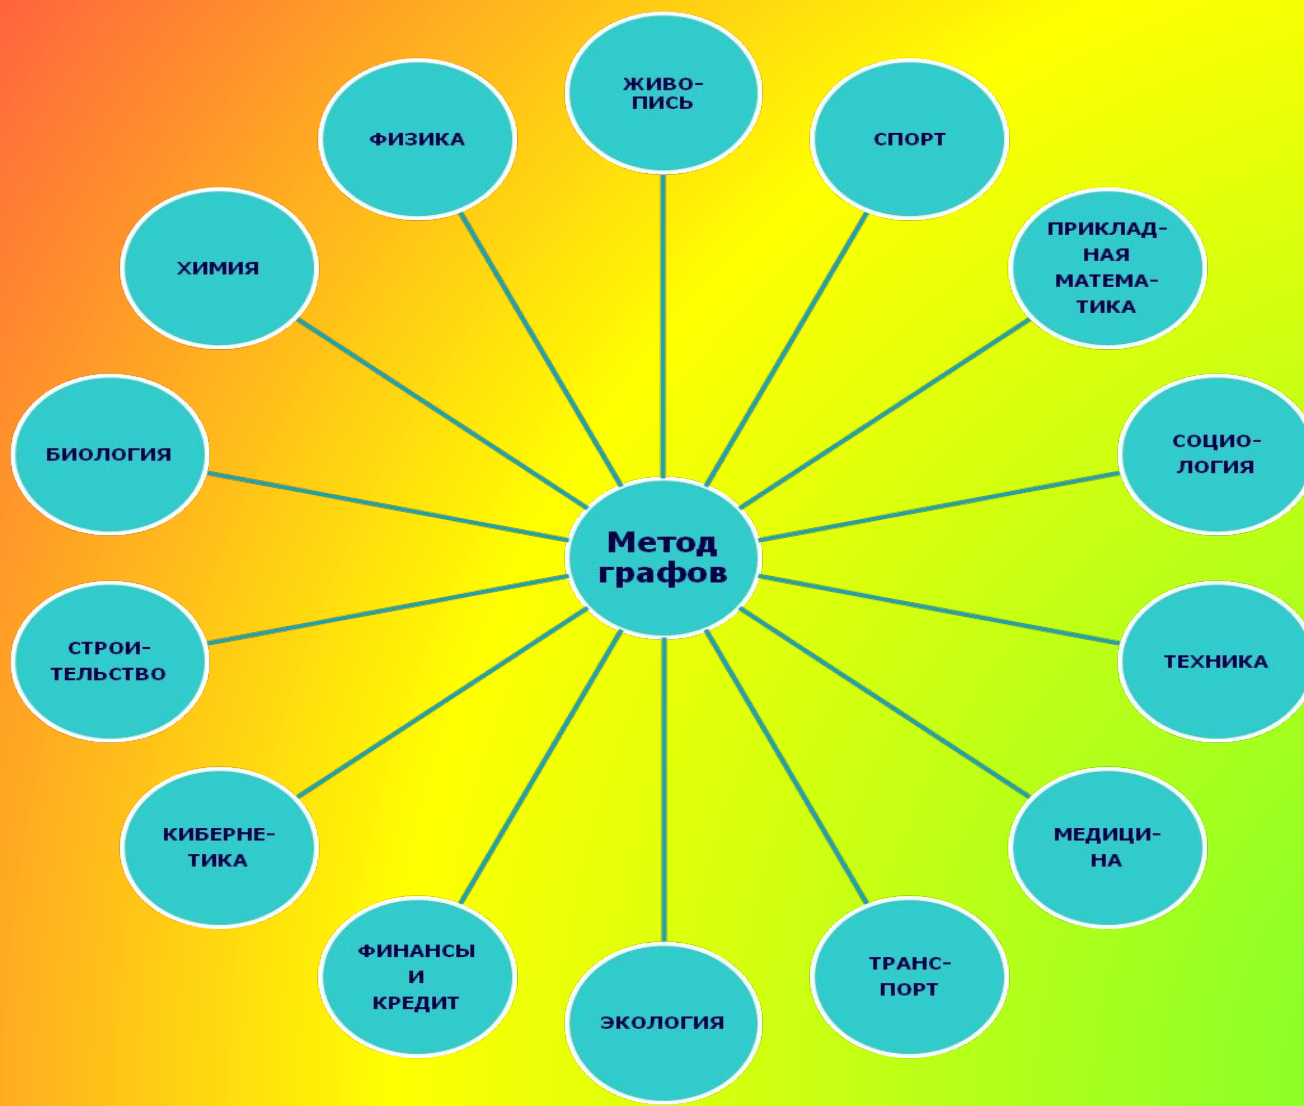 ЖИВО-
ПИСЬ
СПОРТ
ПРИКЛАД-
НАЯ
МАТЕМА-
ТИКА
СОЦИО-
ЛОГИЯ
ТЕХНИКА
МЕДИЦИ-
НА
ТРАНС-
ПОРТ
ЭКОЛОГИЯ
ФИНАНСЫ
И
КРЕДИТ
КИБЕРНЕ-
ТИКА
СТРОИ-
ТЕЛЬСТВО
БИОЛОГИЯ
ХИМИЯ
ФИЗИКА
Метод
графов